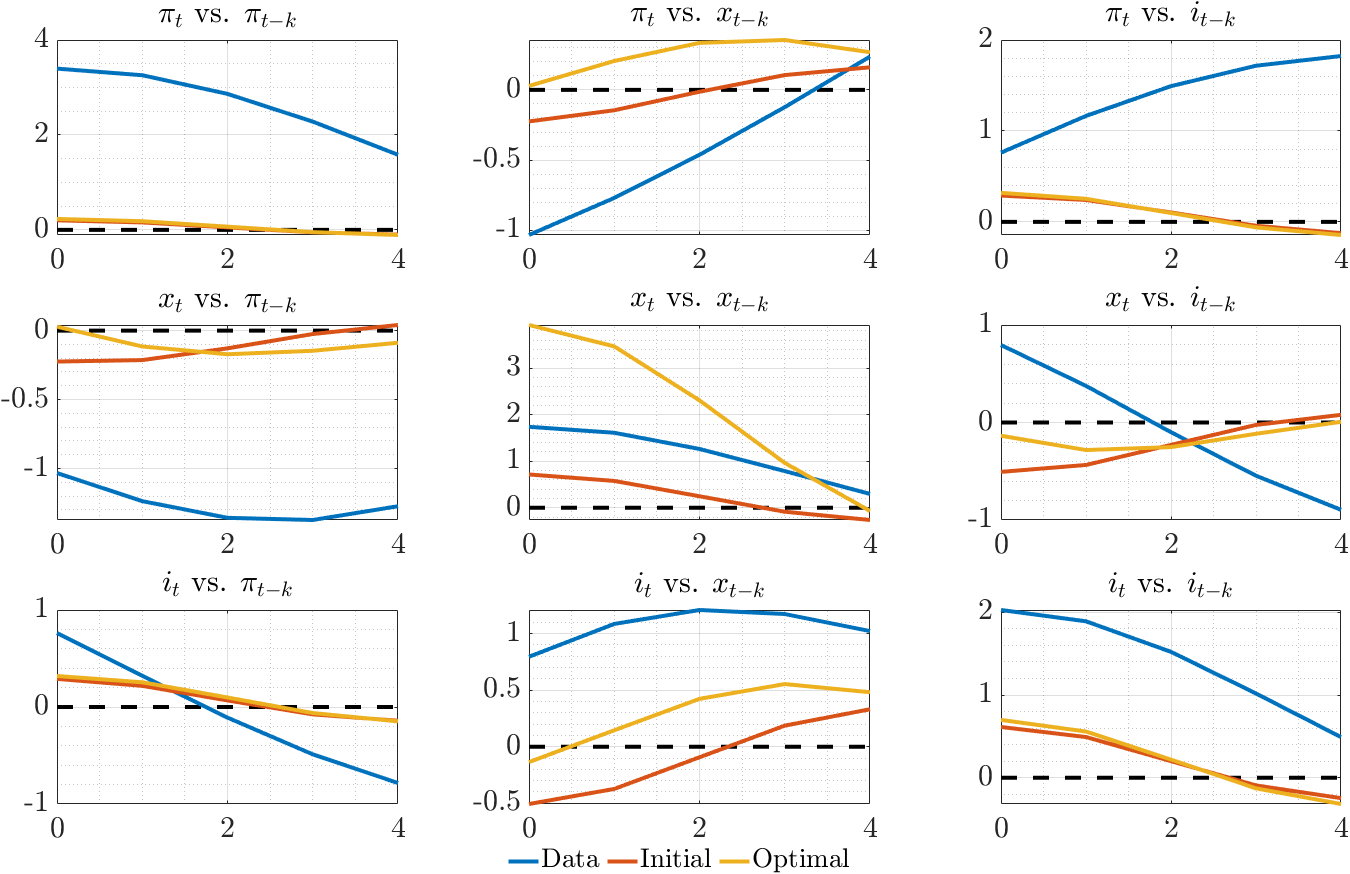 π_t vs. π_{t−k}
4
2
0
0 2 4
π_t vs. x_{t−k}
0
-0.5
-1
0 2 4
π_t vs. i_{t−k}
2
1
0
0 2 4
x_t vs. π_{t−k}
0
-0.5
-1
0 2 4
x_t vs. x_{t−k}
3
2
1
0
0 2 4
x_t vs. i_{t−k}
1
0
-1
0 2 4
i_t vs. π_{t−k}
1
0
-1
0 2 4
i_t vs. x_{t−k}
1
0.5
0
-0.5
0 2 4
i_t vs. i_{t−k}
2
1
0
0 2 4
Data Initial Optimal